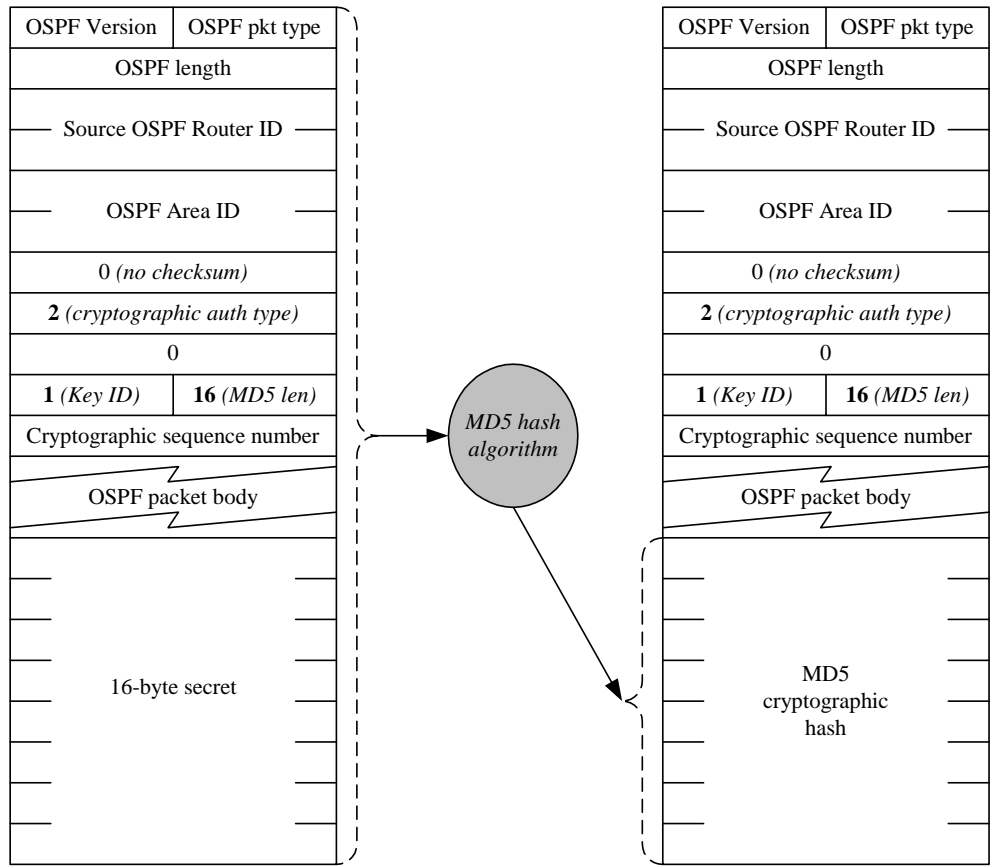 OSPF Version OSPF pkt type
OSPF length
Source OSPF Router ID
OSPF Area ID
0 (no checksum)
2 (cryptographic auth type)
0
1 (Key ID) 16 (MD5 len)
Cryptographic sequence number
OSPF packet body
16-byte secret
MD5 hash
algorithm
OSPF Version OSPF pkt type
OSPF length
Source OSPF Router ID
OSPF Area ID
0 (no checksum)
2 (cryptographic auth type)
0
1 (Key ID) 16 (MD5 len)
Cryptographic sequence number
OSPF packet body
MD5
cryptographic
hash